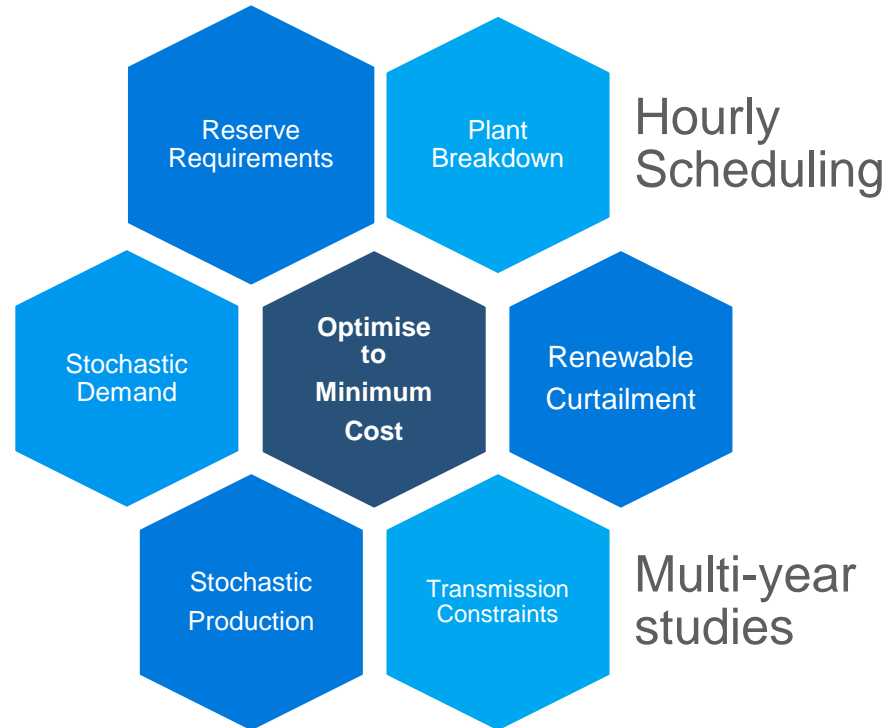 Reserve
Requirements
Plant
Breakdown
Hourly
Scheduling
Stochastic
Demand
Optimise
to
Minimum
Cost
Renewable
Curtailment
Stochastic
Production
Transmission
Constraints
Multi-year
studies